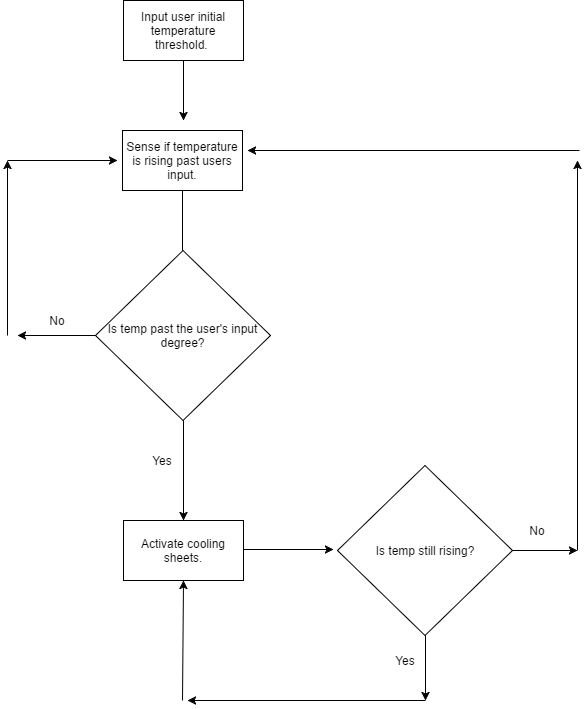 Input user initial
temperature
threshold.
Sense if temperature
is rising past users
input.
No
Is temp past the user's input
degree?
Yes
Activate cooling
sheets.
Is temp still rising?
No
Yes